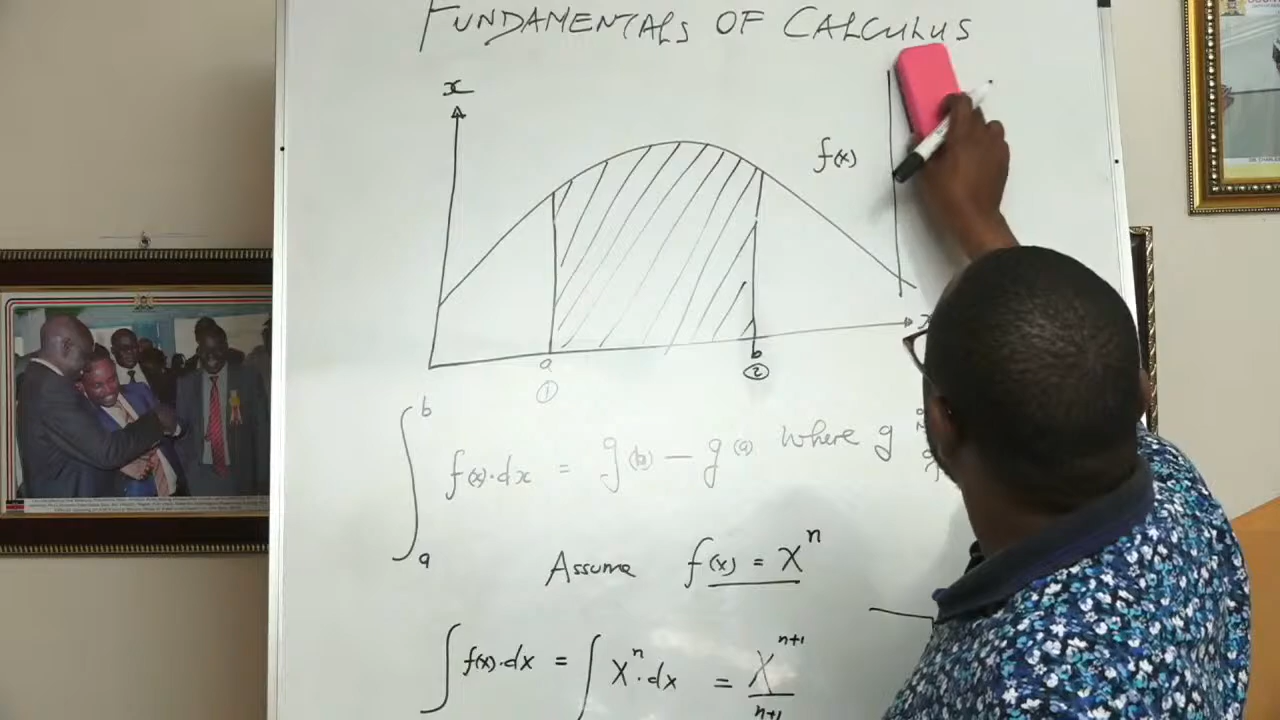 FUNDAMENTALS OF CALCULUS
x
f(x)
x
a b
① ②
∫ₐᵇ f(x)·dx = g(b) − g(a) where g
Assume f(x) = xⁿ
∫ f(x)·dx = ∫ xⁿ·dx = xⁿ⁺¹/n+1